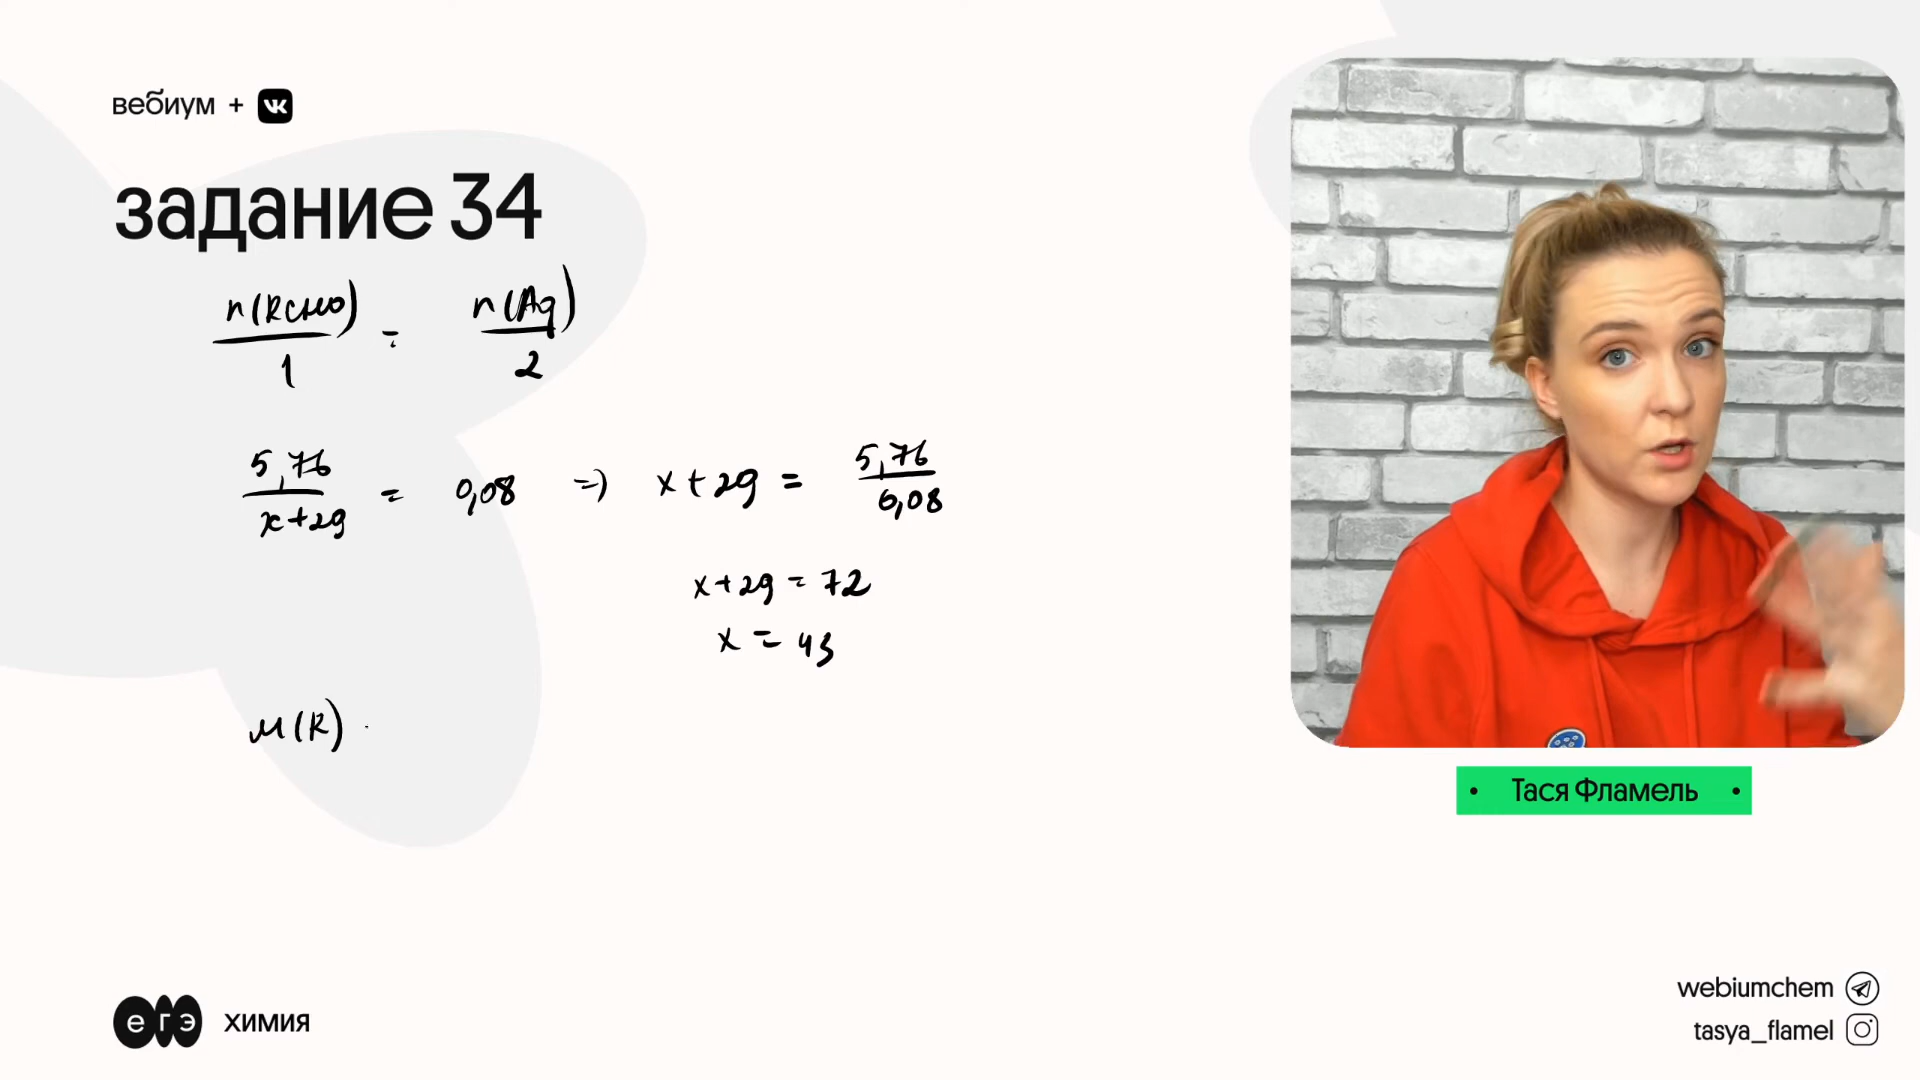 вебиум +
задание 34
n(RCHO) / 1 = n(Ag) / 2
5,76 / x+29 = 0,08 => x+29 = 5,76 / 0,08
x+29 = 72
x = 43
M(R)
Тася Фламель
егэ химия
webiumchem
tasya_flamel